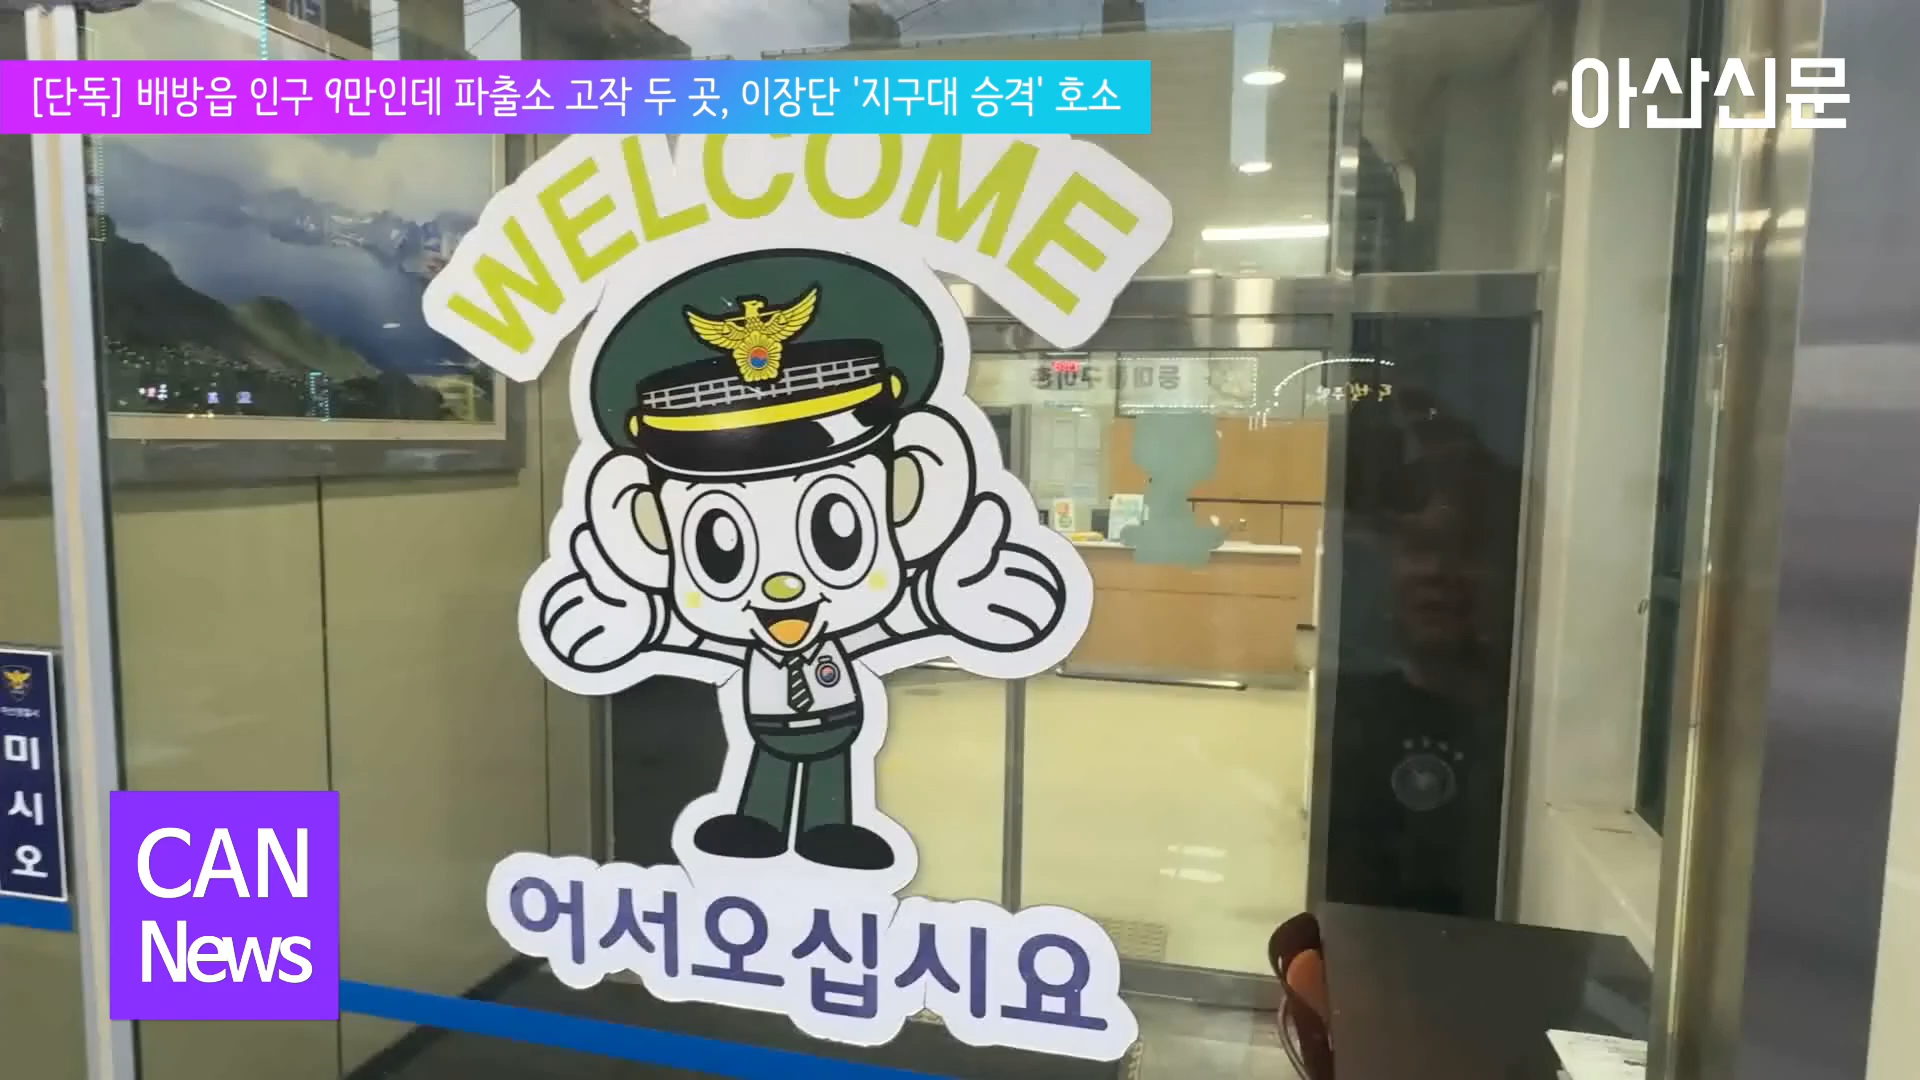 [단독] 배방읍 인구 9만인데 파출소 고작 두 곳, 이장단 '지구대 승격' 호소
아산신문
WELCOME
미시오
CAN
News
어서오십시요